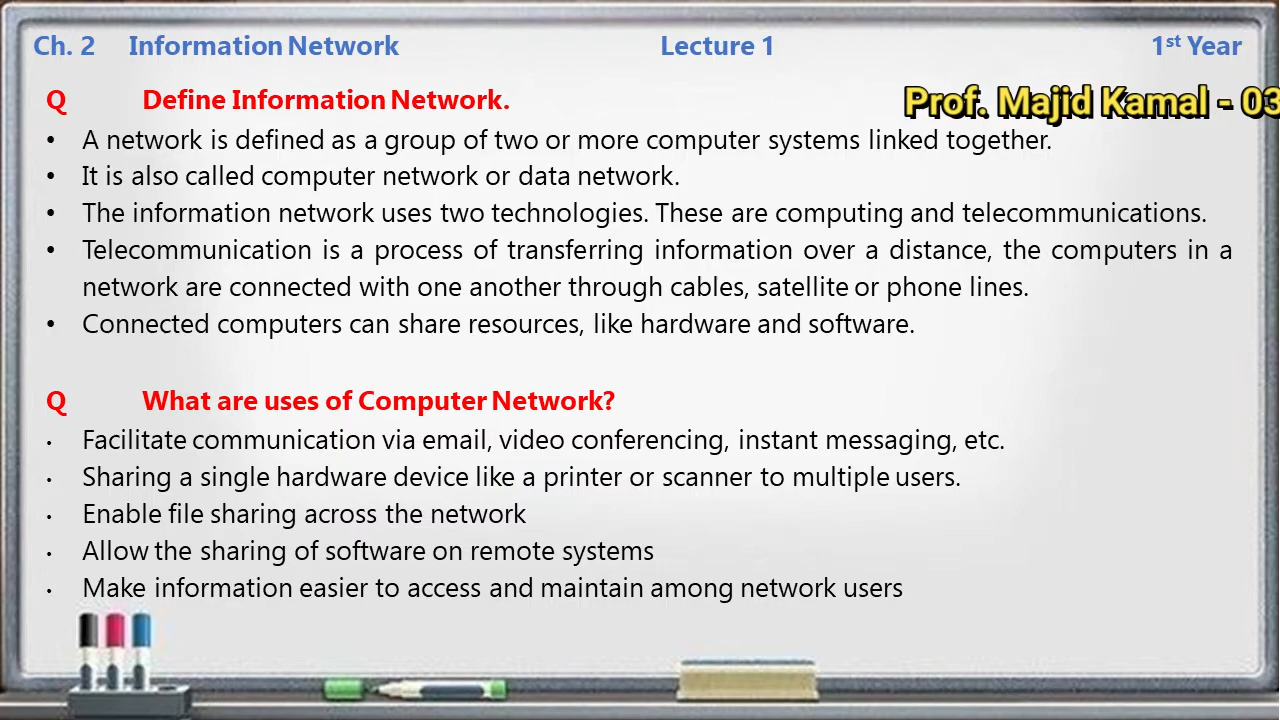 Ch. 2 Information Network Lecture 1 1st Year
Q Define Information Network.
Prof. Majid Kamal - 03
• A network is defined as a group of two or more computer systems linked together.
• It is also called computer network or data network.
• The information network uses two technologies. These are computing and telecommunications.
• Telecommunication is a process of transferring information over a distance, the computers in a
network are connected with one another through cables, satellite or phone lines.
• Connected computers can share resources, like hardware and software.
Q What are uses of Computer Network?
• Facilitate communication via email, video conferencing, instant messaging, etc.
• Sharing a single hardware device like a printer or scanner to multiple users.
• Enable file sharing across the network
• Allow the sharing of software on remote systems
• Make information easier to access and maintain among network users